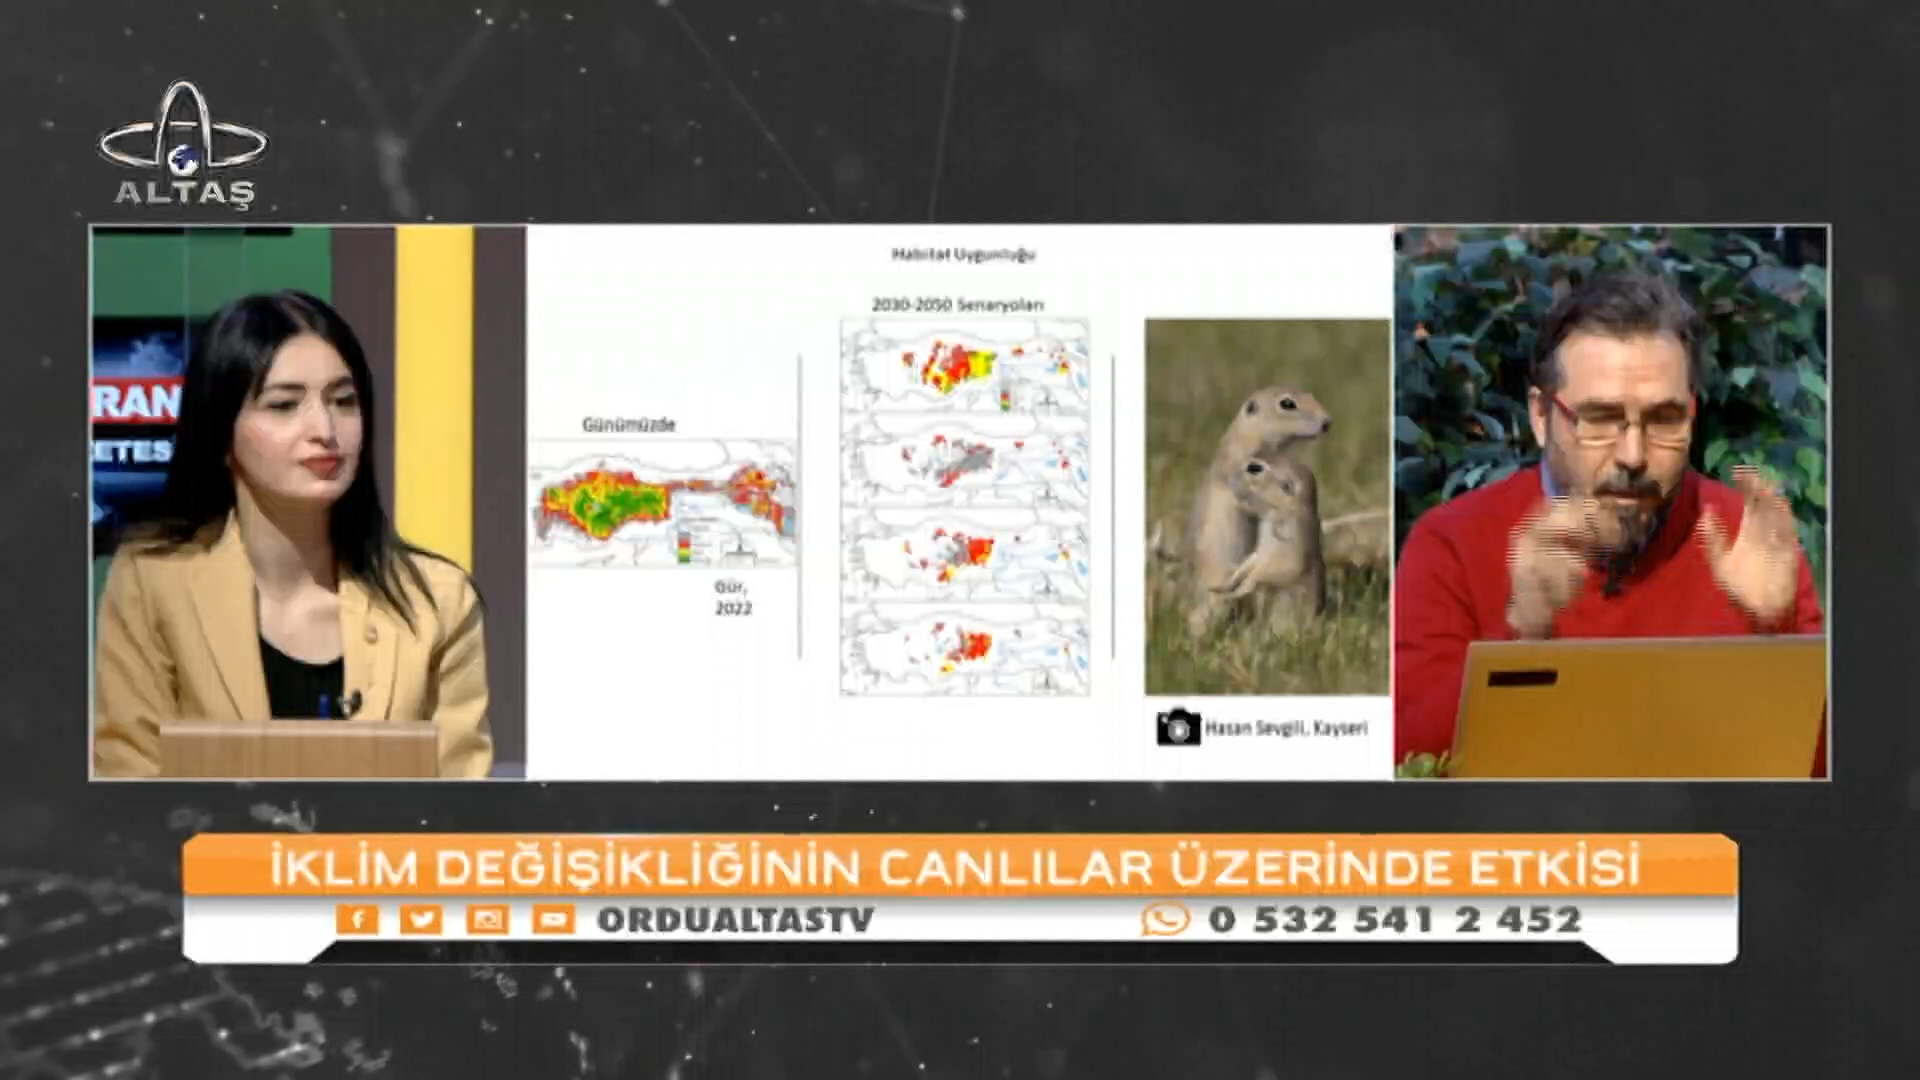 ALTAŞ
RAN
ETES
Habitat Uygunluğu
2030-2050 Senaryoları
Günümüzde
Gür,
2022
Hasan Sevgili, Kayseri
İKLİM DEĞİŞİKLİĞİNİN CANLILAR ÜZERİNDE ETKİSİ
ORDUALTASTV
0 532 541 2 452